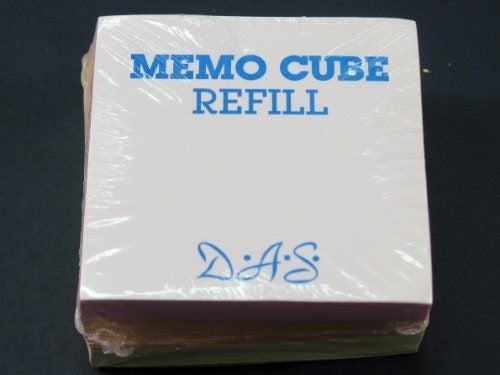 MEMO CUBE
REFILL
D.A.S.